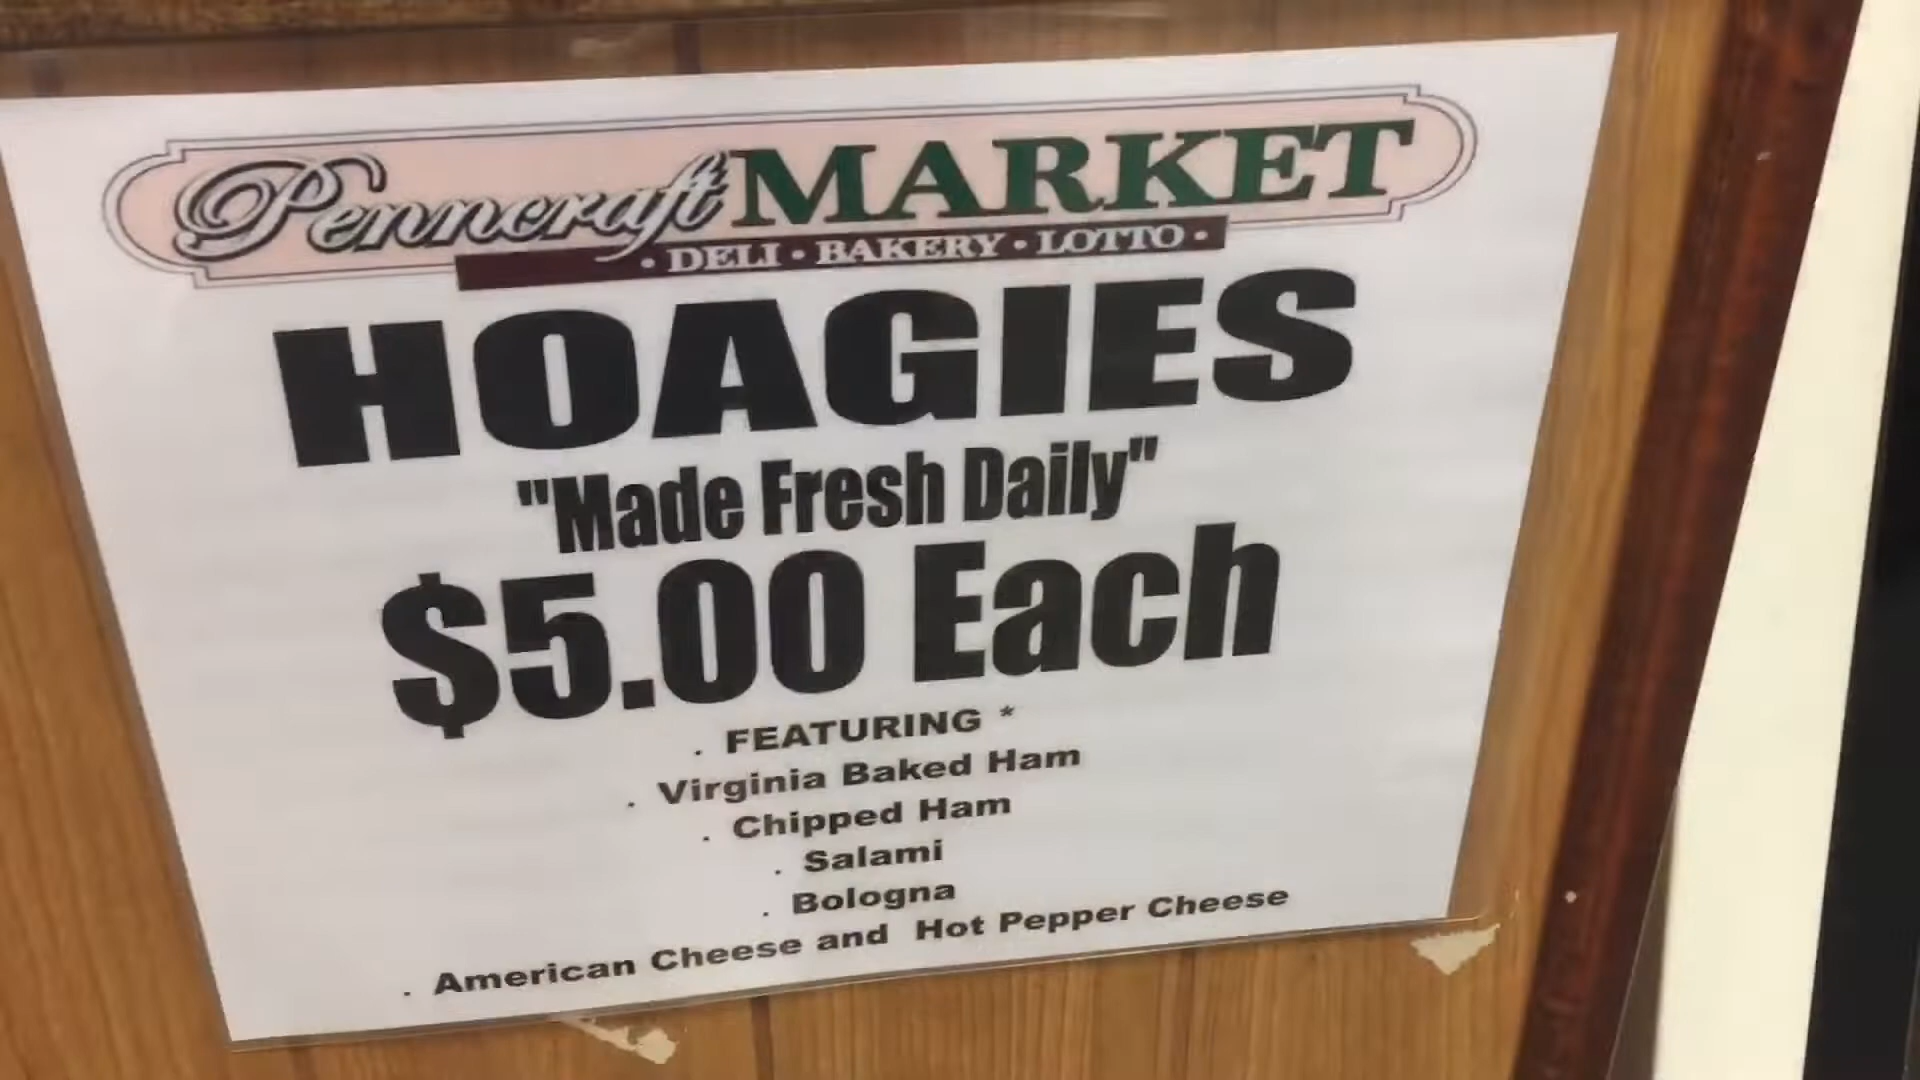 Penncraft MARKET
• DELI • BAKERY • LOTTO •
HOAGIES
"Made Fresh Daily"
$5.00 Each
. FEATURING *
. Virginia Baked Ham
. Chipped Ham
. Salami
. Bologna
. American Cheese and Hot Pepper Cheese